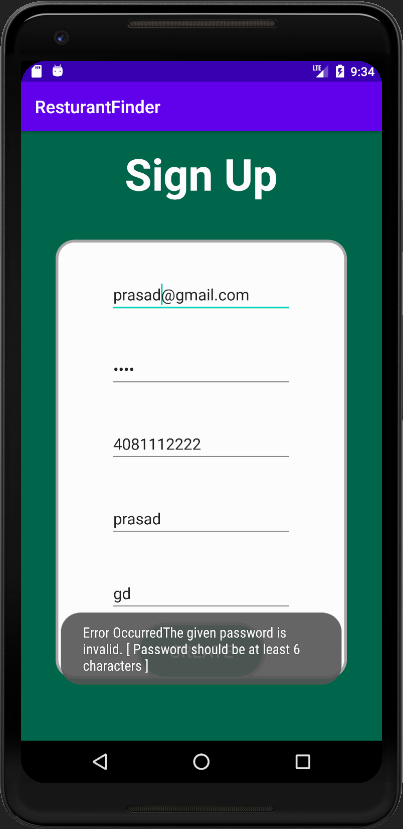 LTE 9:34
ResturantFinder
Sign Up
prasad@gmail.com
••••
4081112222
prasad
gd
Error OccurredThe given password is
invalid. [ Password should be at least 6
characters ]